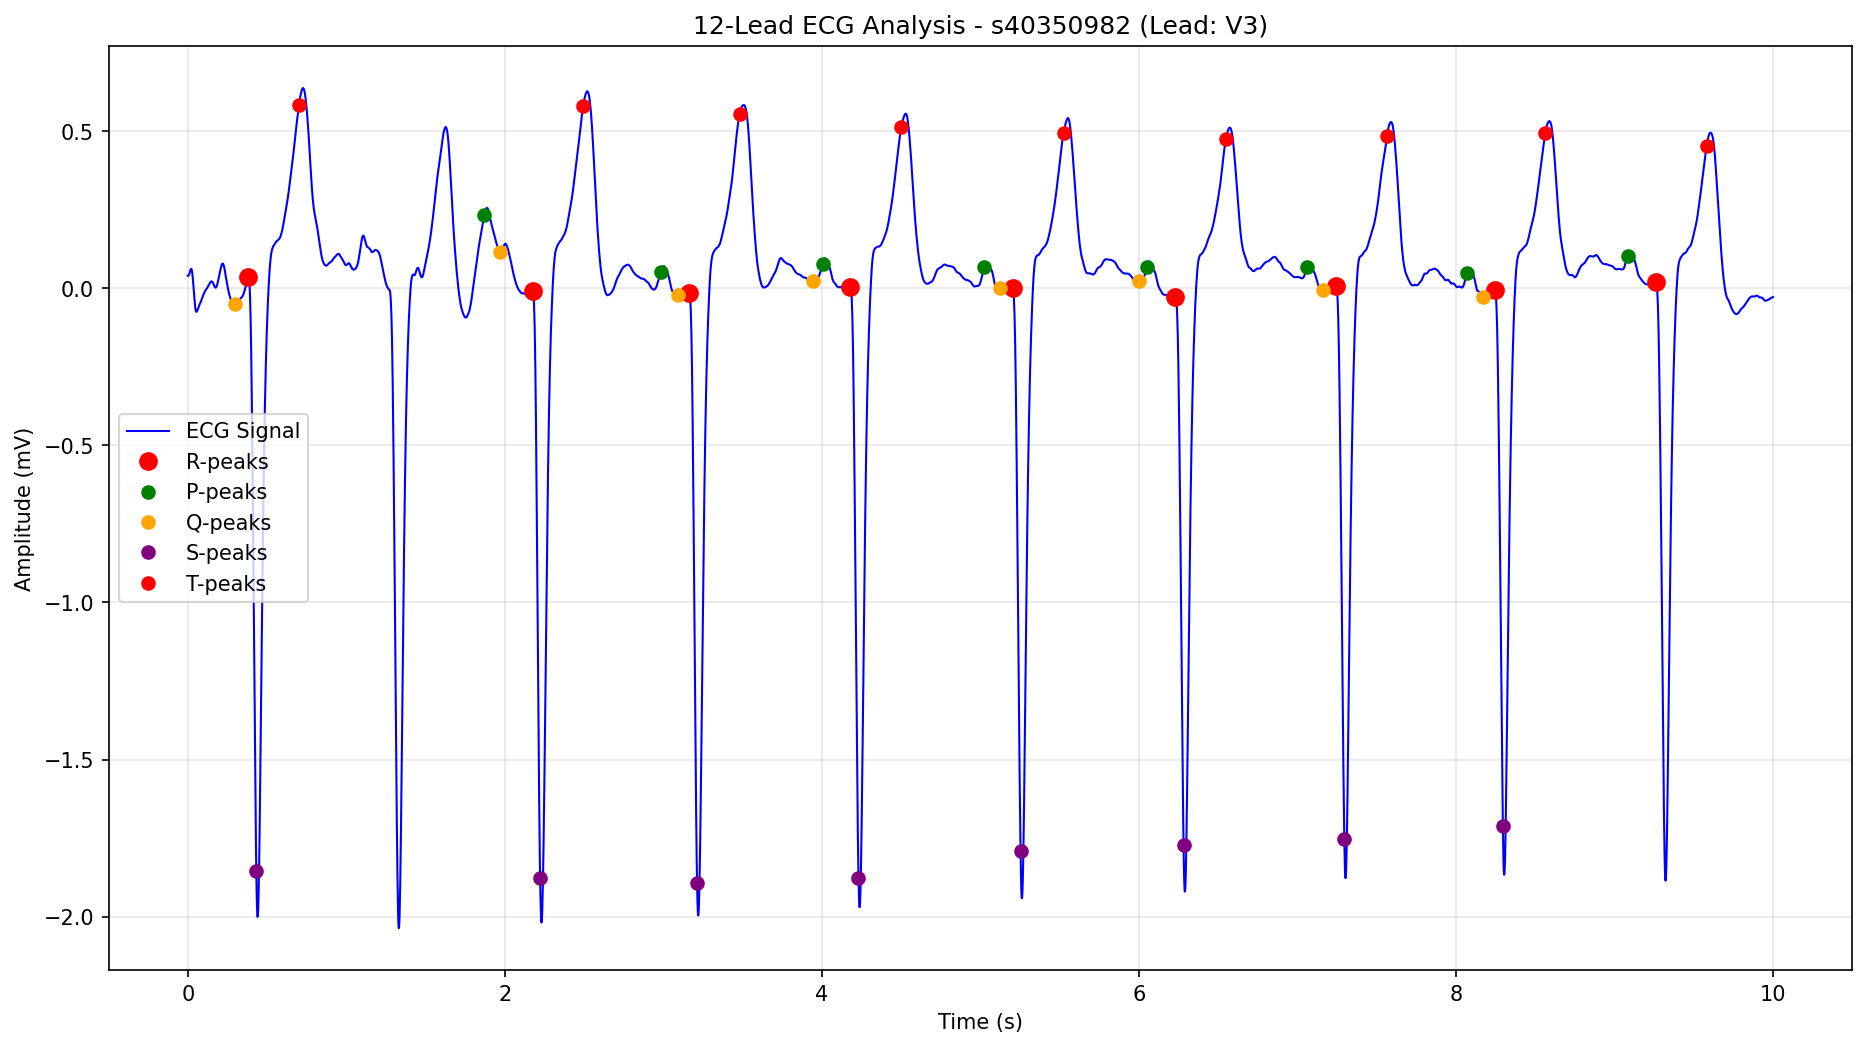 12-Lead ECG Analysis - s40350982 (Lead: V3)
Amplitude (mV)
0.5
0.0
−0.5
−1.0
−1.5
−2.0
ECG Signal
R-peaks
P-peaks
Q-peaks
S-peaks
T-peaks
0 2 4 6 8 10
Time (s)